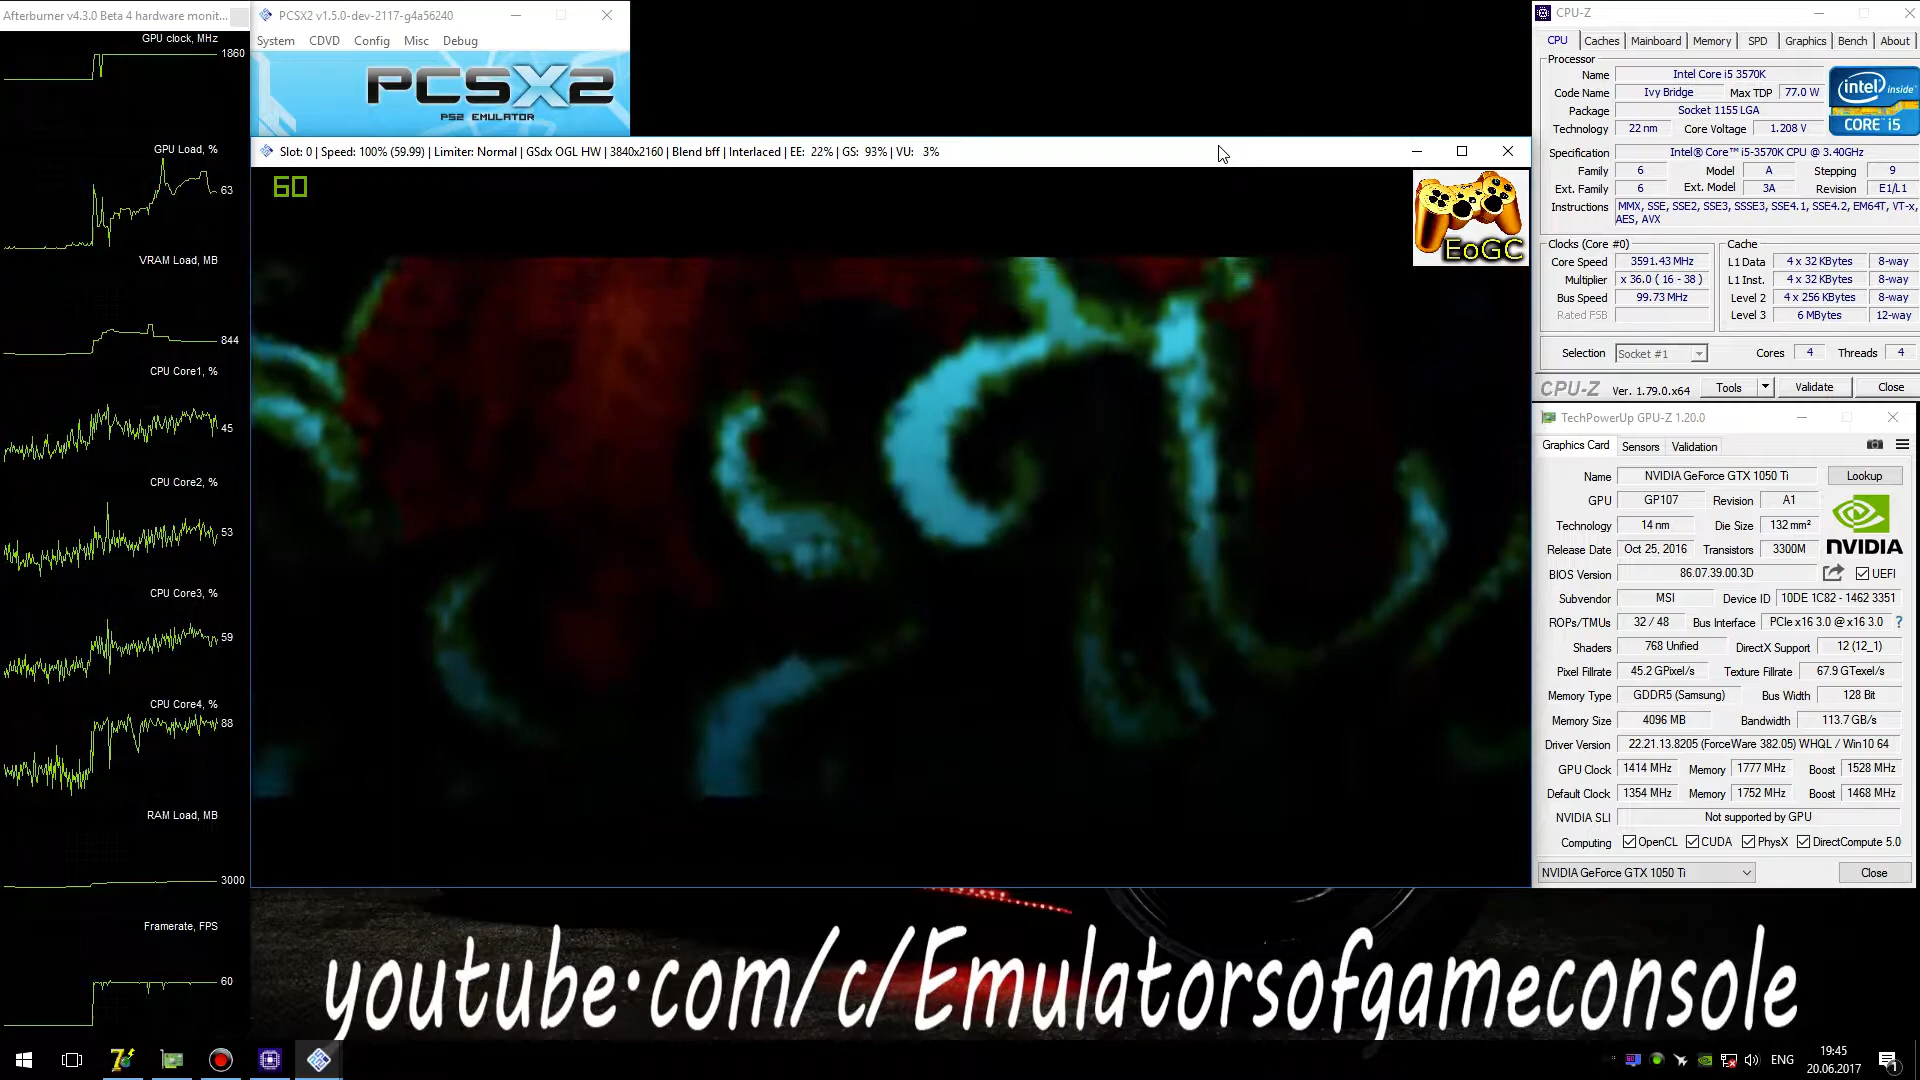 Afterburner v4.3.0 Beta 4 hardware monit...
GPU clock, MHz
1860
GPU Load, %
63
VRAM Load, MB
844
CPU Core1, %
45
CPU Core2, %
53
CPU Core3, %
59
CPU Core4, %
88
RAM Load, MB
3000
Framerate, FPS
60
PCSX2 v1.5.0-dev-2117-g4a56240
System CDVD Config Misc Debug
PCSX2
PS2 EMULATOR
Slot: 0 | Speed: 100% (59.99) | Limiter: Normal | GSdx OGL HW | 3840x2160 | Blend bff | Interlaced | EE: 22% | GS: 93% | VU: 3%
60
EoGC
CPU-Z
CPU Caches Mainboard Memory SPD Graphics Bench About
Processor
Name Intel Core i5 3570K
Code Name Ivy Bridge Max TDP 77.0 W
Package Socket 1155 LGA
Technology 22 nm Core Voltage 1.208 V
intel inside
CORE i5
Specification Intel® Core™ i5-3570K CPU @ 3.40GHz
Family 6 Model A Stepping 9
Ext. Family 6 Ext. Model 3A Revision E1/L1
Instructions MMX, SSE, SSE2, SSE3, SSSE3, SSE4.1, SSE4.2, EM64T, VT-x,
AES, AVX
Clocks (Core #0) Cache
Core Speed 3591.43 MHz L1 Data 4 x 32 KBytes 8-way
Multiplier x 36.0 ( 16 - 38 ) L1 Inst. 4 x 32 KBytes 8-way
Bus Speed 99.73 MHz Level 2 4 x 256 KBytes 8-way
Rated FSB Level 3 6 MBytes 12-way
Selection Socket #1 Cores 4 Threads 4
CPU-Z Ver. 1.79.0.x64 Tools Validate Close
TechPowerUp GPU-Z 1.20.0
Graphics Card Sensors Validation
Name NVIDIA GeForce GTX 1050 Ti Lookup
GPU GP107 Revision A1
Technology 14 nm Die Size 132 mm²
Release Date Oct 25, 2016 Transistors 3300M
NVIDIA
BIOS Version 86.07.39.00.3D UEFI
Subvendor MSI Device ID 10DE 1C82 - 1462 3351
ROPs/TMUs 32 / 48 Bus Interface PCIe x16 3.0 @ x16 3.0 ?
Shaders 768 Unified DirectX Support 12 (12_1)
Pixel Fillrate 45.2 GPixel/s Texture Fillrate 67.9 GTexel/s
Memory Type GDDR5 (Samsung) Bus Width 128 Bit
Memory Size 4096 MB Bandwidth 113.7 GB/s
Driver Version 22.21.13.8205 (ForceWare 382.05) WHQL / Win10 64
GPU Clock 1414 MHz Memory 1777 MHz Boost 1528 MHz
Default Clock 1354 MHz Memory 1752 MHz Boost 1468 MHz
NVIDIA SLI Not supported by GPU
Computing OpenCL CUDA PhysX DirectCompute 5.0
NVIDIA GeForce GTX 1050 Ti Close
youtube.com/c/Emulatorsofgameconsole
ENG
19:45
20.06.2017
1